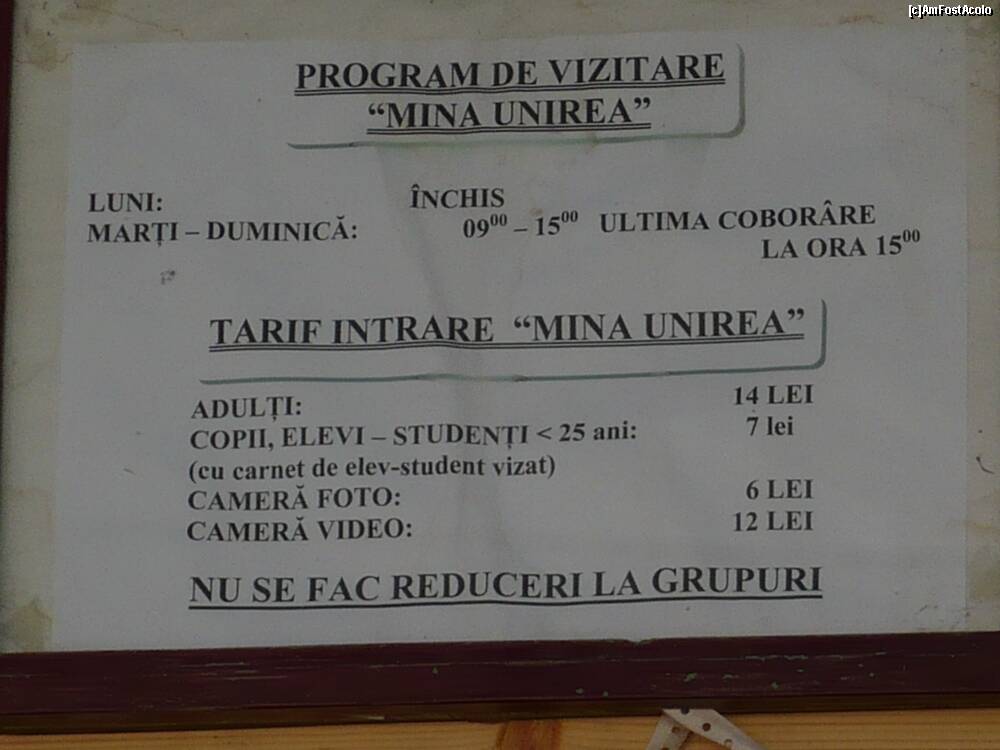 [c]AmFostAcolo
PROGRAM DE VIZITARE
“MINA UNIREA”
LUNI: ÎNCHIS
MARȚI – DUMINICĂ: 09⁰⁰ – 15⁰⁰ ULTIMA COBORÂRE
LA ORA 15⁰⁰
TARIF INTRARE “MINA UNIREA”
ADULȚI: 14 LEI
COPII, ELEVI – STUDENȚI < 25 ani: 7 lei
(cu carnet de elev-student vizat)
CAMERĂ FOTO: 6 LEI
CAMERĂ VIDEO: 12 LEI
NU SE FAC REDUCERI LA GRUPURI